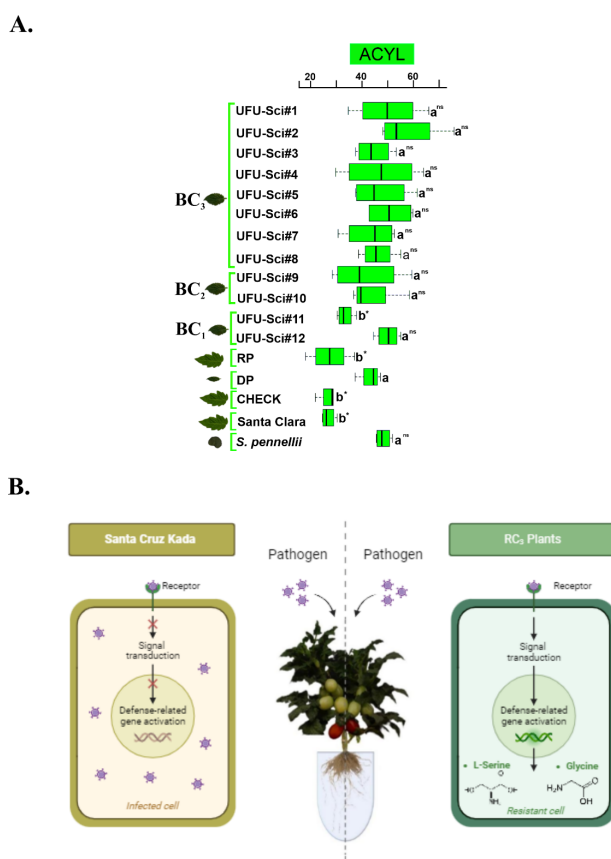 A.
ACYL
20 40 60
UFU-Sci#1 a ns
UFU-Sci#2 a ns
UFU-Sci#3 a ns
UFU-Sci#4 a ns
BC3
UFU-Sci#5 a ns
UFU-Sci#6 a ns
UFU-Sci#7 a ns
UFU-Sci#8 a ns
BC2
UFU-Sci#9 a ns
UFU-Sci#10 a ns
BC1
UFU-Sci#11 b*
UFU-Sci#12 a ns
RP b*
DP a
CHECK b*
Santa Clara b*
S. pennellii a ns
B.
Santa Cruz Kada
Receptor
Signal
transduction
Defense-related
gene activation
Infected cell
Pathogen Pathogen
RC3 Plants
Receptor
Signal
transduction
Defense-related
gene activation
• L-Serine • Glycine
H2N
O
OH
Resistant cell